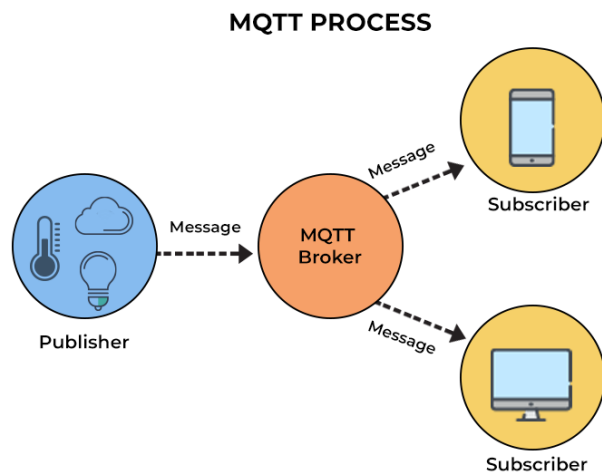 MQTT PROCESS
Message
Subscriber
Message
MQTT
Broker
Publisher
Message
Subscriber